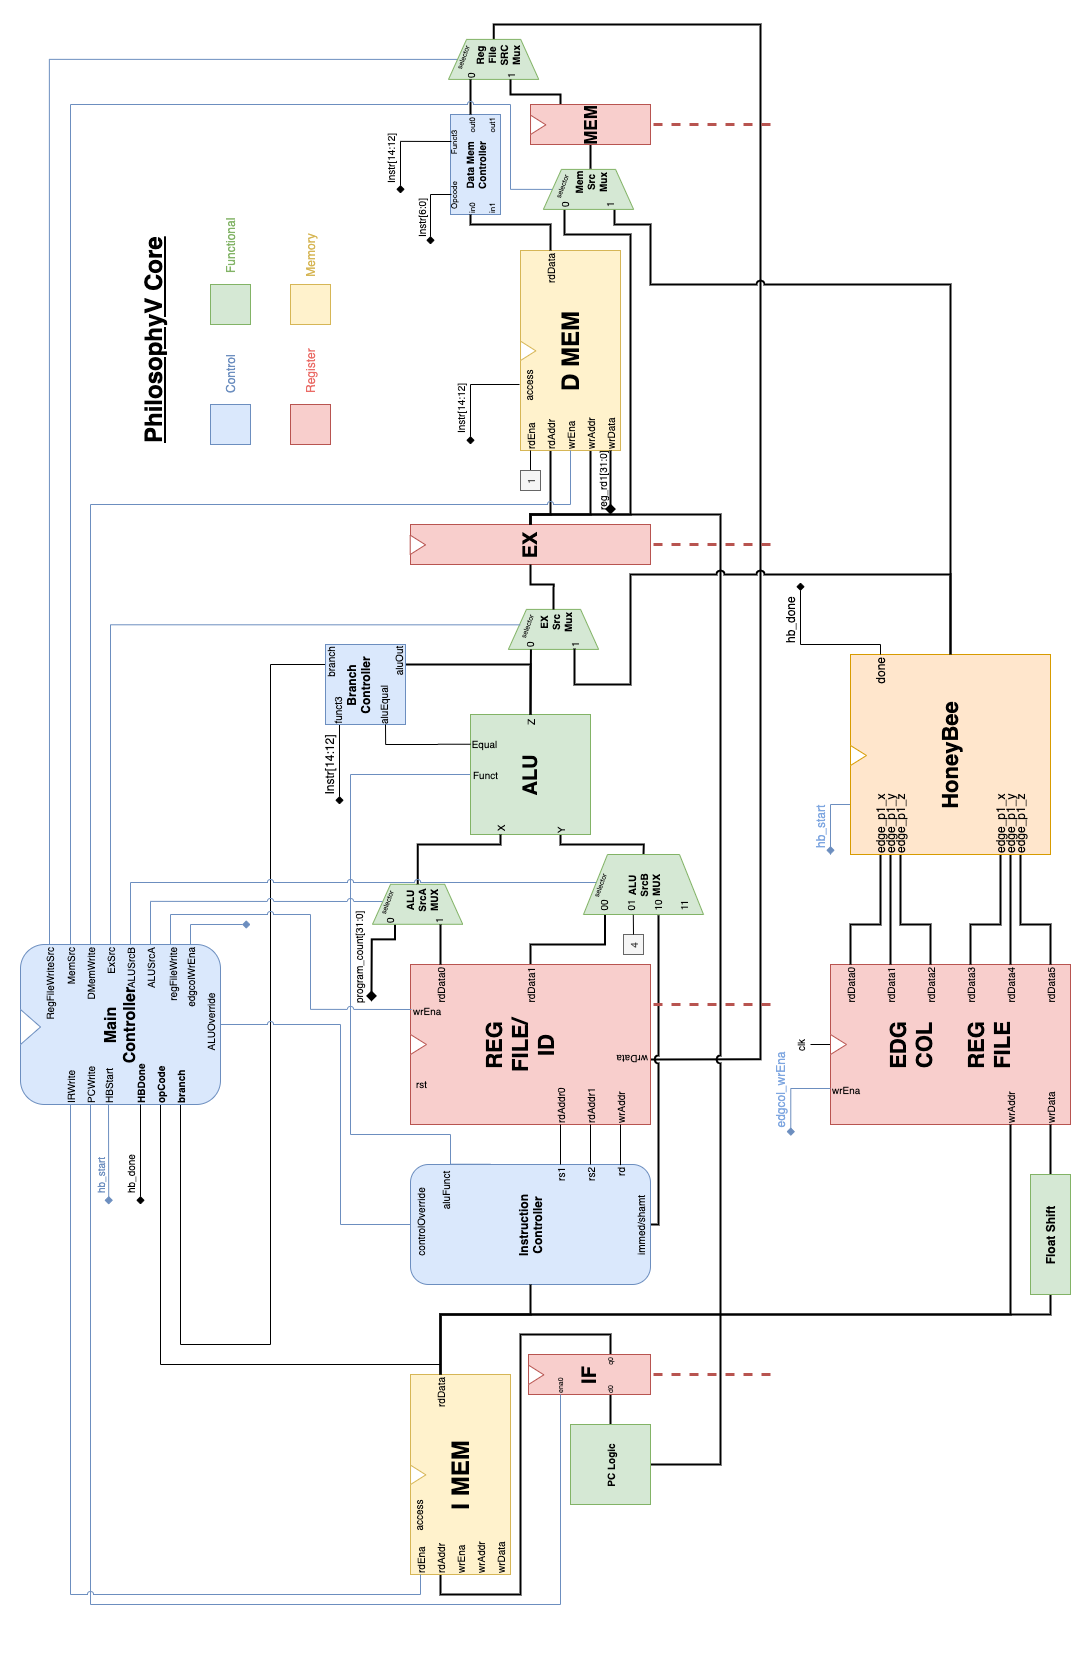 PhilosophyV Core
Control
Functional
Register
Memory
Main
Controller
IRWrite
PCWrite
HBStart
HBDone
opCode
branch
RegFileWriteSrc
MemSrc
DMemWrite
ExSrc
ALUSrcB
ALUSrcA
regFileWrite
edgcolWrEna
ALUOverride
hb_start
hb_done
I MEM
access
rdEna
rdAddr
wrEna
wrAddr
wrData
rdData
PC Logic
IF
ena0
d0
q0
Instruction
Controller
controlOverride
aluFunct
rs1
rs2
rd
immed/shamt
REG
FILE/
ID
rst
wrEna
rdAddr0
rdAddr1
wrAddr
rdData0
rdData1
wrData
program_count[31:0]
ALU
SrcA
MUX
selector
0
1
ALU
SrcB
MUX
selector
00
01
10
11
4
ALU
X
Y
Z
Equal
Funct
Branch
Controller
funct3
aluEqual
branch
aluOut
Instr[14:12]
EX
Src
Mux
selector
0
1
EX
D MEM
access
rdEna
rdAddr
wrEna
wrAddr
wrData
rdData
1
reg_rd1[31:0]
Instr[14:12]
Data Mem
Controller
Opcode
Funct3
in0
in1
out0
out1
Instr[6:0]
Instr[14:12]
Mem
Src
Mux
selector
0
1
MEM
Reg
File
SRC
Mux
selector
0
1
Float Shift
EDG
COL
REG
FILE
clk
wrEna
edgcol_wrEna
wrAddr
wrData
rdData0
rdData1
rdData2
rdData3
rdData4
rdData5
HoneyBee
edge_p1_x
edge_p1_y
edge_p1_z
edge_p1_x
edge_p1_y
edge_p1_z
done
hb_start
hb_done